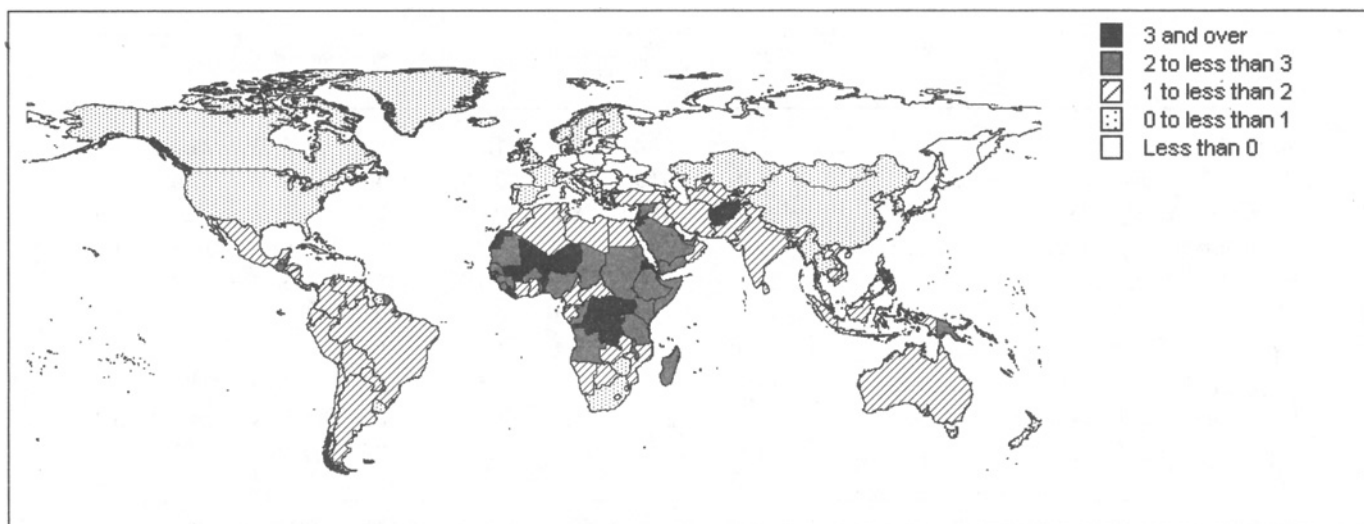 3 and over
2 to less than 3
1 to less than 2
0 to less than 1
Less than 0